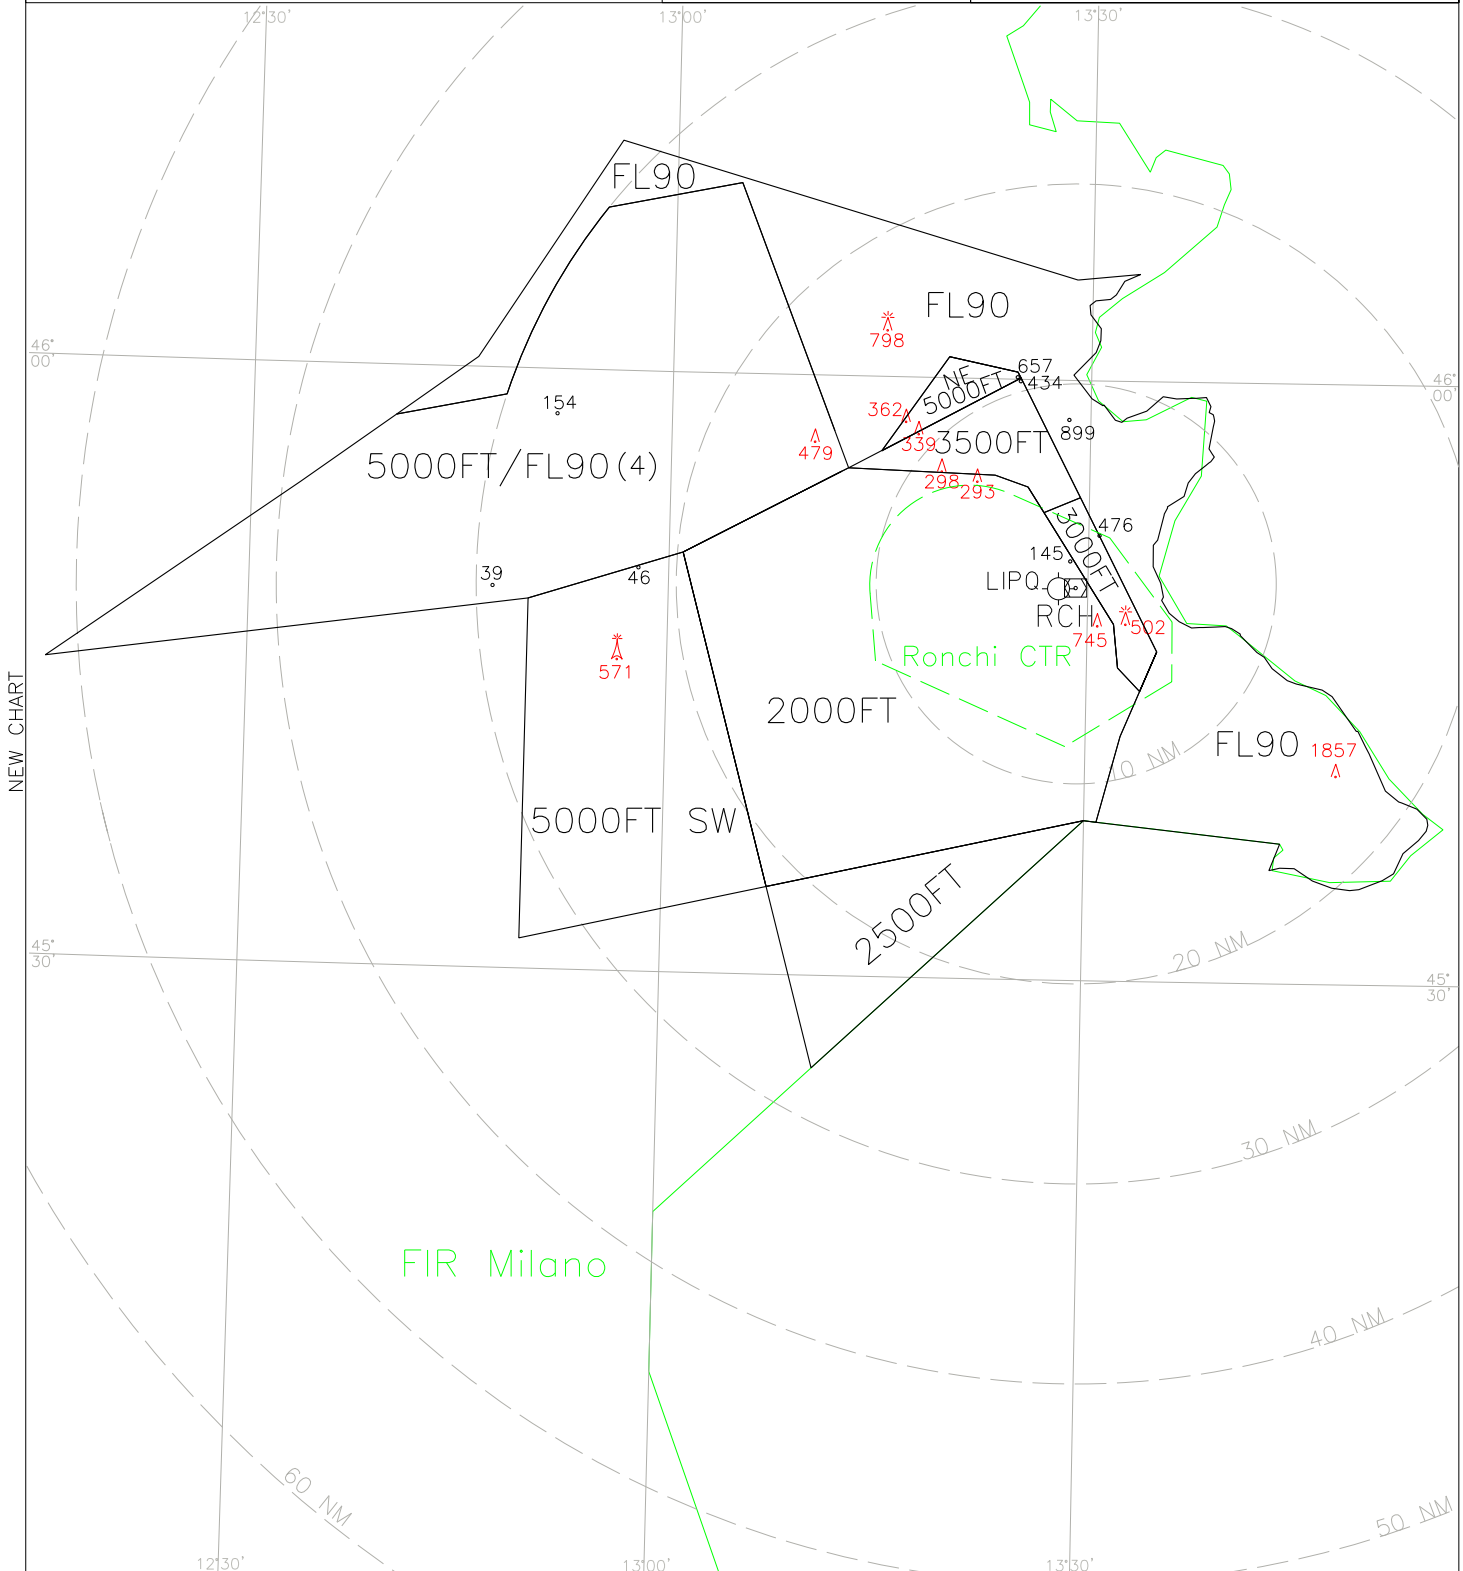 12°30'
13°00'
13°30'
FL90
FL90
798
46°
00'
657
434
NE
5000FT
46°
00'
154
362
339
899
479
3500FT
5000FT/FL90(4)
298
293
3000FT
476
145
39
46
LIPQ
RCH
745
502
571
Ronchi CTR
2000FT
NEW CHART
FL90
1857
10 NM
5000FT SW
2500FT
20 NM
45°
30'
45°
30'
30 NM
FIR Milano
40 NM
60 NM
50 NM
12°30'
13°00'
13°30'